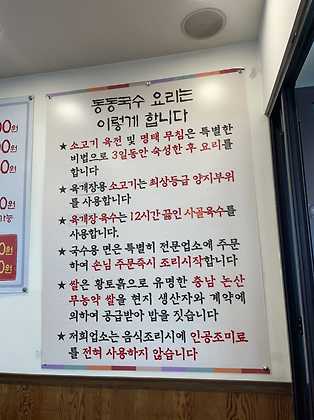 동동국수 요리는
이렇게 합니다
★ 소고기 육전 및 명태 무침은 특별한
비법으로 3일동안 숙성한 후 요리를
합니다
★ 육개장용 소고기는 최상등급 양지부위
를 사용합니다
★ 육개장 육수는 12시간 끓인 사골육수를
사용합니다.
★ 국수용 면은 특별히 전문업소에 주문
하여 손님 주문즉시 조리시작합니다
★ 쌀은 황토흙으로 유명한 충남 논산
무농약 쌀을 현지 생산자와 계약에
의하여 공급받아 밥을 짓습니다
★ 저희업소는 음식조리시에 인공조미료
를 전혀 사용하지 않습니다